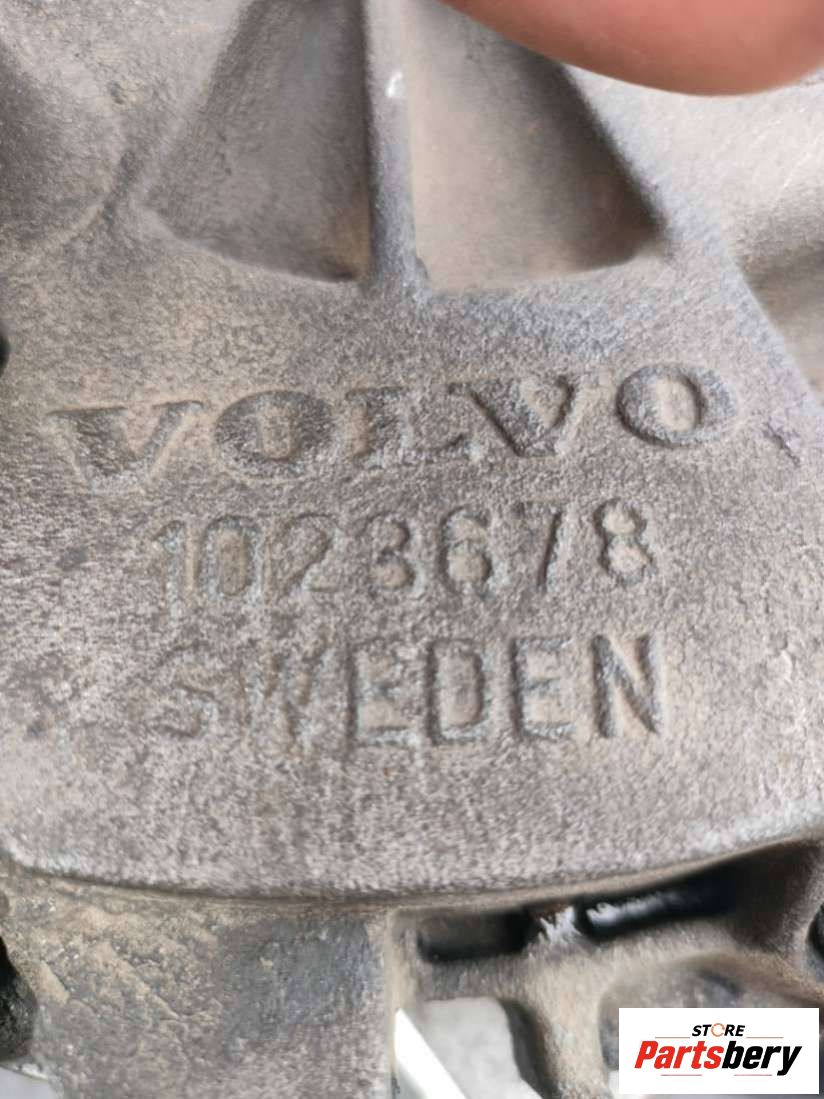 VOLVO
1023678
SWEDEN
STORE
Partsbery